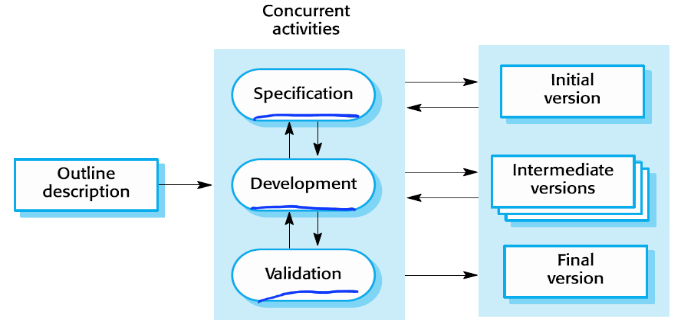 Concurrent
activities
Specification
Initial
version
Outline
description
Development
Intermediate
versions
Validation
Final
version